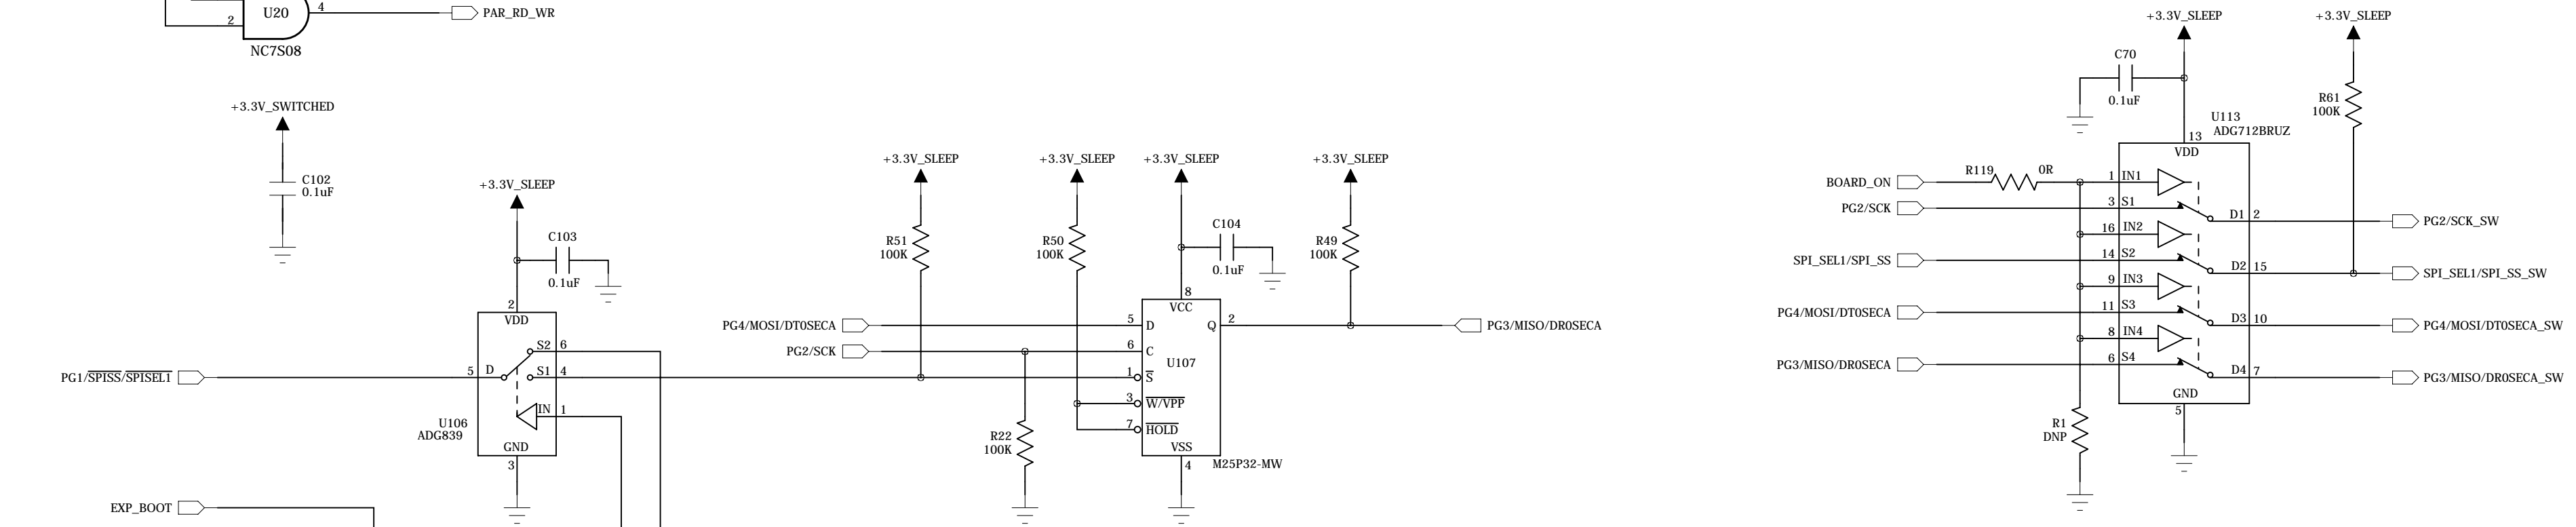 U20
2
4
PAR_RD_WR
NC7S08
+3.3V_SWITCHED
C102
0.1uF
+3.3V_SLEEP
C103
0.1uF
2
VDD
S2 6
5 D
S1 4
IN 1
U106
ADG839
GND
3
PG1/SPISS/SPISEL1
EXP_BOOT
+3.3V_SLEEP
R51
100K
+3.3V_SLEEP
R50
100K
+3.3V_SLEEP
C104
0.1uF
+3.3V_SLEEP
R49
100K
8
VCC
PG4/MOSI/DT0SECA
5 D
Q 2
PG3/MISO/DR0SECA
PG2/SCK
6 C
U107
1 S
3 W/VPP
7 HOLD
VSS
4
M25P32-MW
R22
100K
+3.3V_SLEEP
C70
0.1uF
+3.3V_SLEEP
R61
100K
U113
ADG712BRUZ
13
VDD
BOARD_ON
R119
0R
1 IN1
PG2/SCK
3 S1
D1 2
PG2/SCK_SW
16 IN2
SPI_SEL1/SPI_SS
14 S2
D2 15
SPI_SEL1/SPI_SS_SW
9 IN3
PG4/MOSI/DT0SECA
11 S3
D3 10
PG4/MOSI/DT0SECA_SW
8 IN4
PG3/MISO/DR0SECA
6 S4
D4 7
PG3/MISO/DR0SECA_SW
GND
5
R1
DNP